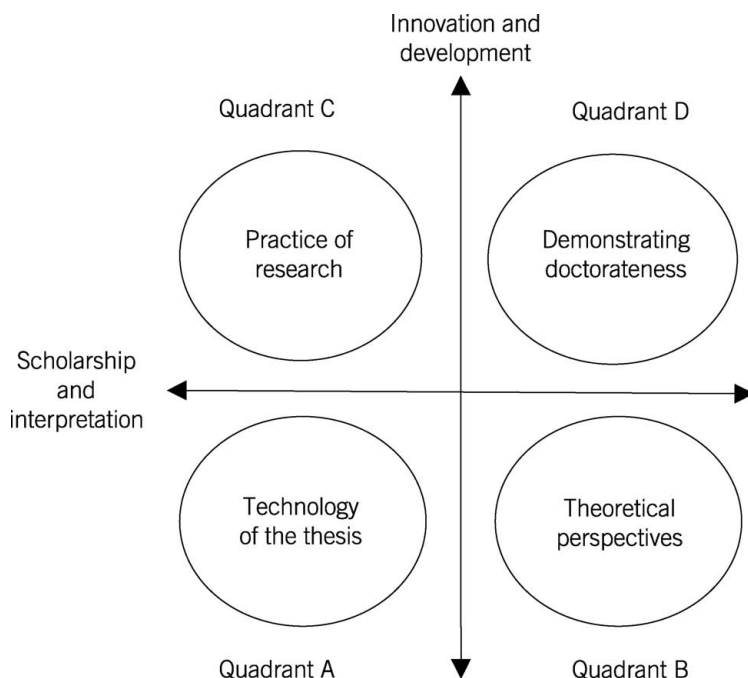 Innovation and
development
Quadrant C
Quadrant D
Practice of
research
Demonstrating
doctorateness
Scholarship
and
interpretation
Technology
of the thesis
Theoretical
perspectives
Quadrant A
Quadrant B